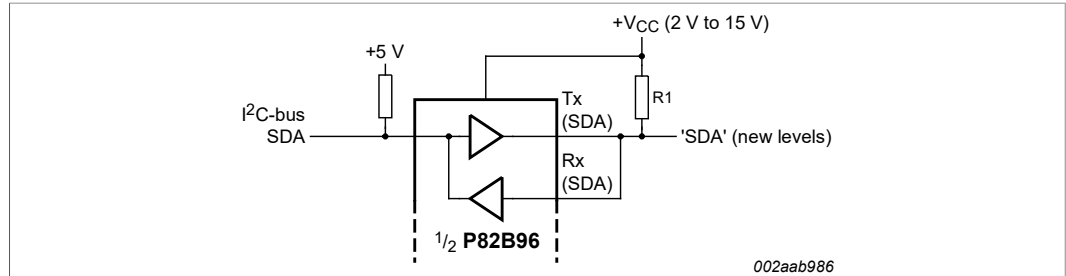 +VCC (2 V to 15 V)
+5 V
I2C-bus
SDA
Tx
(SDA)
R1
'SDA' (new levels)
Rx
(SDA)
1/2 P82B96
002aab986